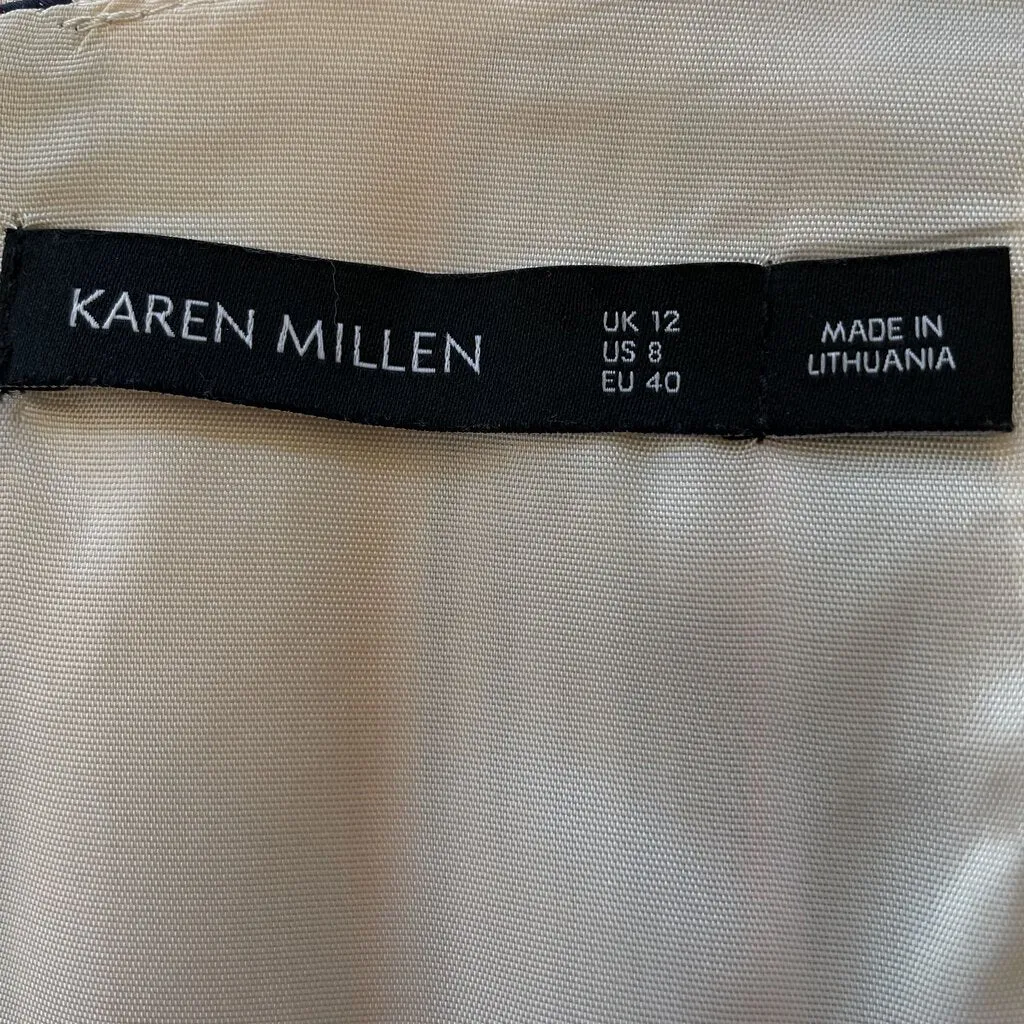 KAREN MILLEN
UK 12
US 8
EU 40
MADE IN
LITHUANIA